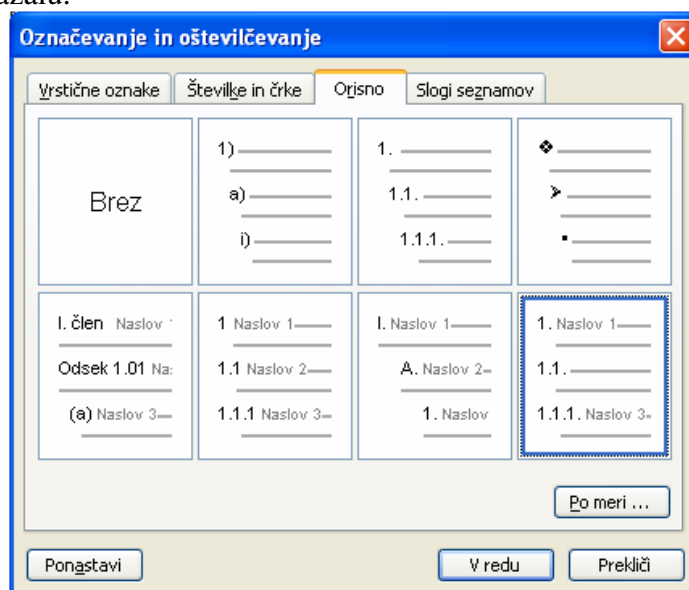 Označevanje in oštevilčevanje
Vrstične oznake Številke in črke Orisno Slogi seznamov
Brez
1)
a)
i)
1.
1.1.
1.1.1.
I. člen Naslov
Odsek 1.01 Na
(a) Naslov 3
1 Naslov 1
1.1 Naslov 2
1.1.1 Naslov 3
I. Naslov 1
A. Naslov 2
1. Naslov
1. Naslov 1
1.1.
1.1.1. Naslov 3
Po meri ...
Ponastavi V redu Prekliči